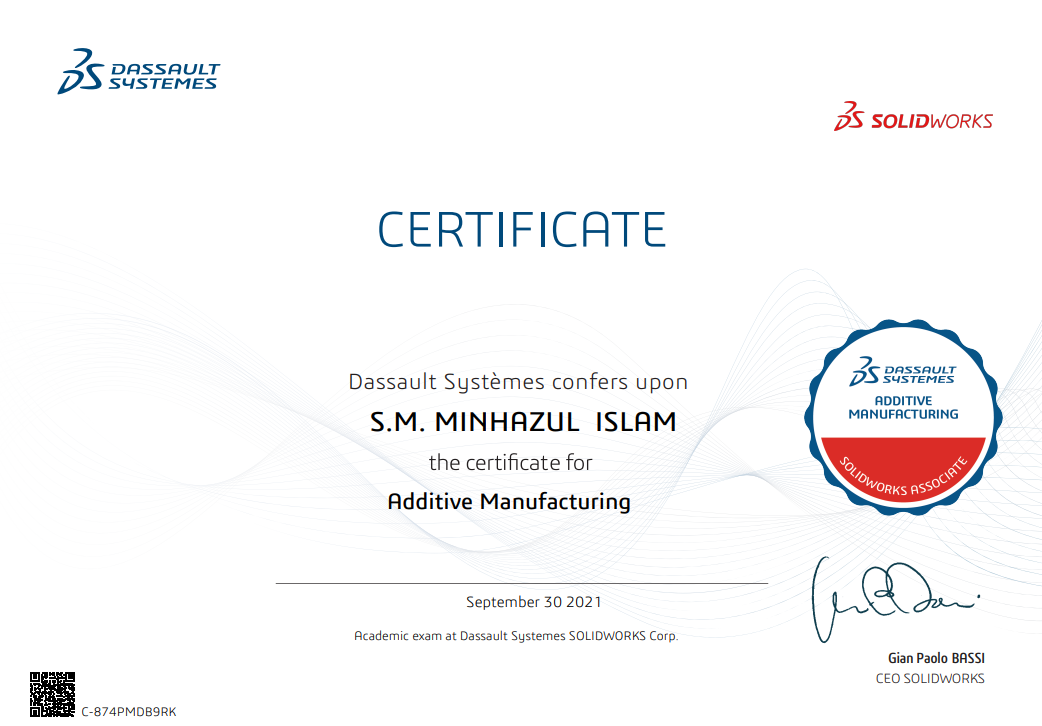 DASSAULT
SYSTEMES
SOLIDWORKS
CERTIFICATE
Dassault Systèmes confers upon
S.M. MINHAZUL ISLAM
the certificate for
Additive Manufacturing
DASSAULT
SYSTEMES
ADDITIVE
MANUFACTURING
SOLIDWORKS ASSOCIATE
September 30 2021
Academic exam at Dassault Systemes SOLIDWORKS Corp.
Gian Paolo BASSI
CEO SOLIDWORKS
C-874PMDB9RK